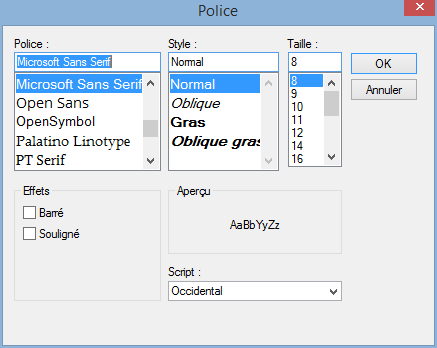 Police
Police :
Style :
Taille :
Microsoft Sans Serif
Normal
8
OK
Annuler
Microsoft Sans Serif
Open Sans
OpenSymbol
Palatino Linotype
PT Serif
Normal
Oblique
Gras
Oblique gras
8
9
10
11
12
14
16
Effets
Barré
Souligné
Aperçu
AaBbYyZz
Script :
Occidental